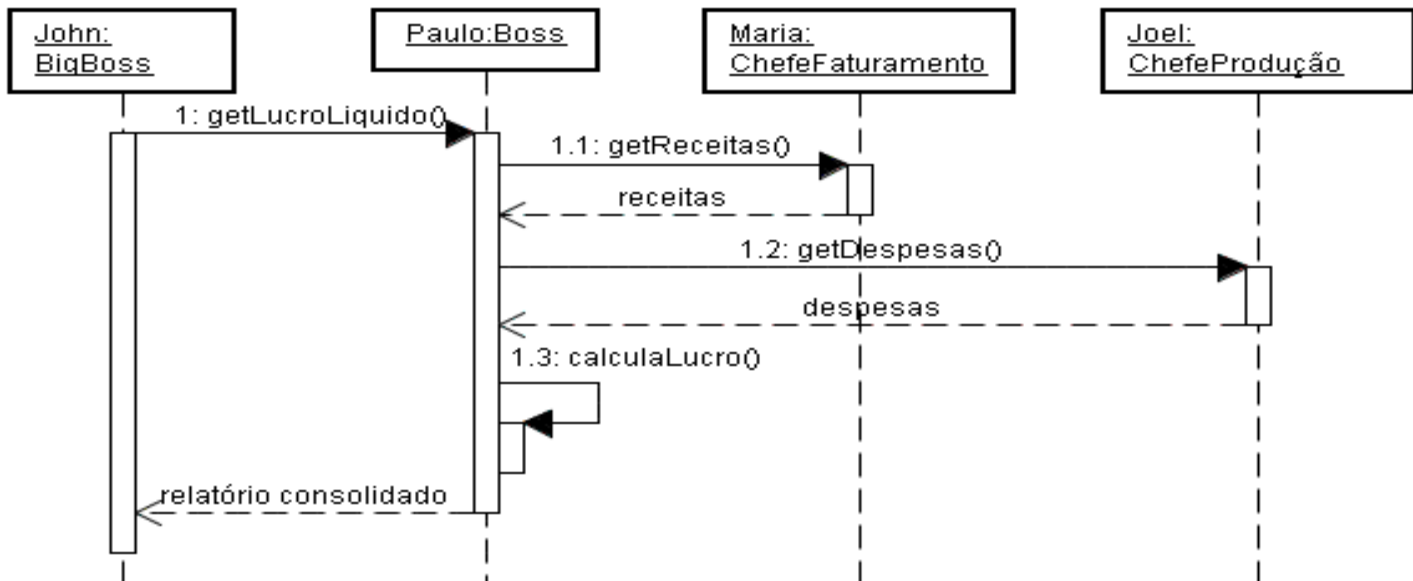 John:
BigBoss
Paulo:Boss
Maria:
ChefeFaturamento
Joel:
ChefeProdução
1: getLucroLiquido()
1.1: getReceitas()
receitas
1.2: getDespesas()
despesas
1.3: calculaLucro()
relatório consolidado